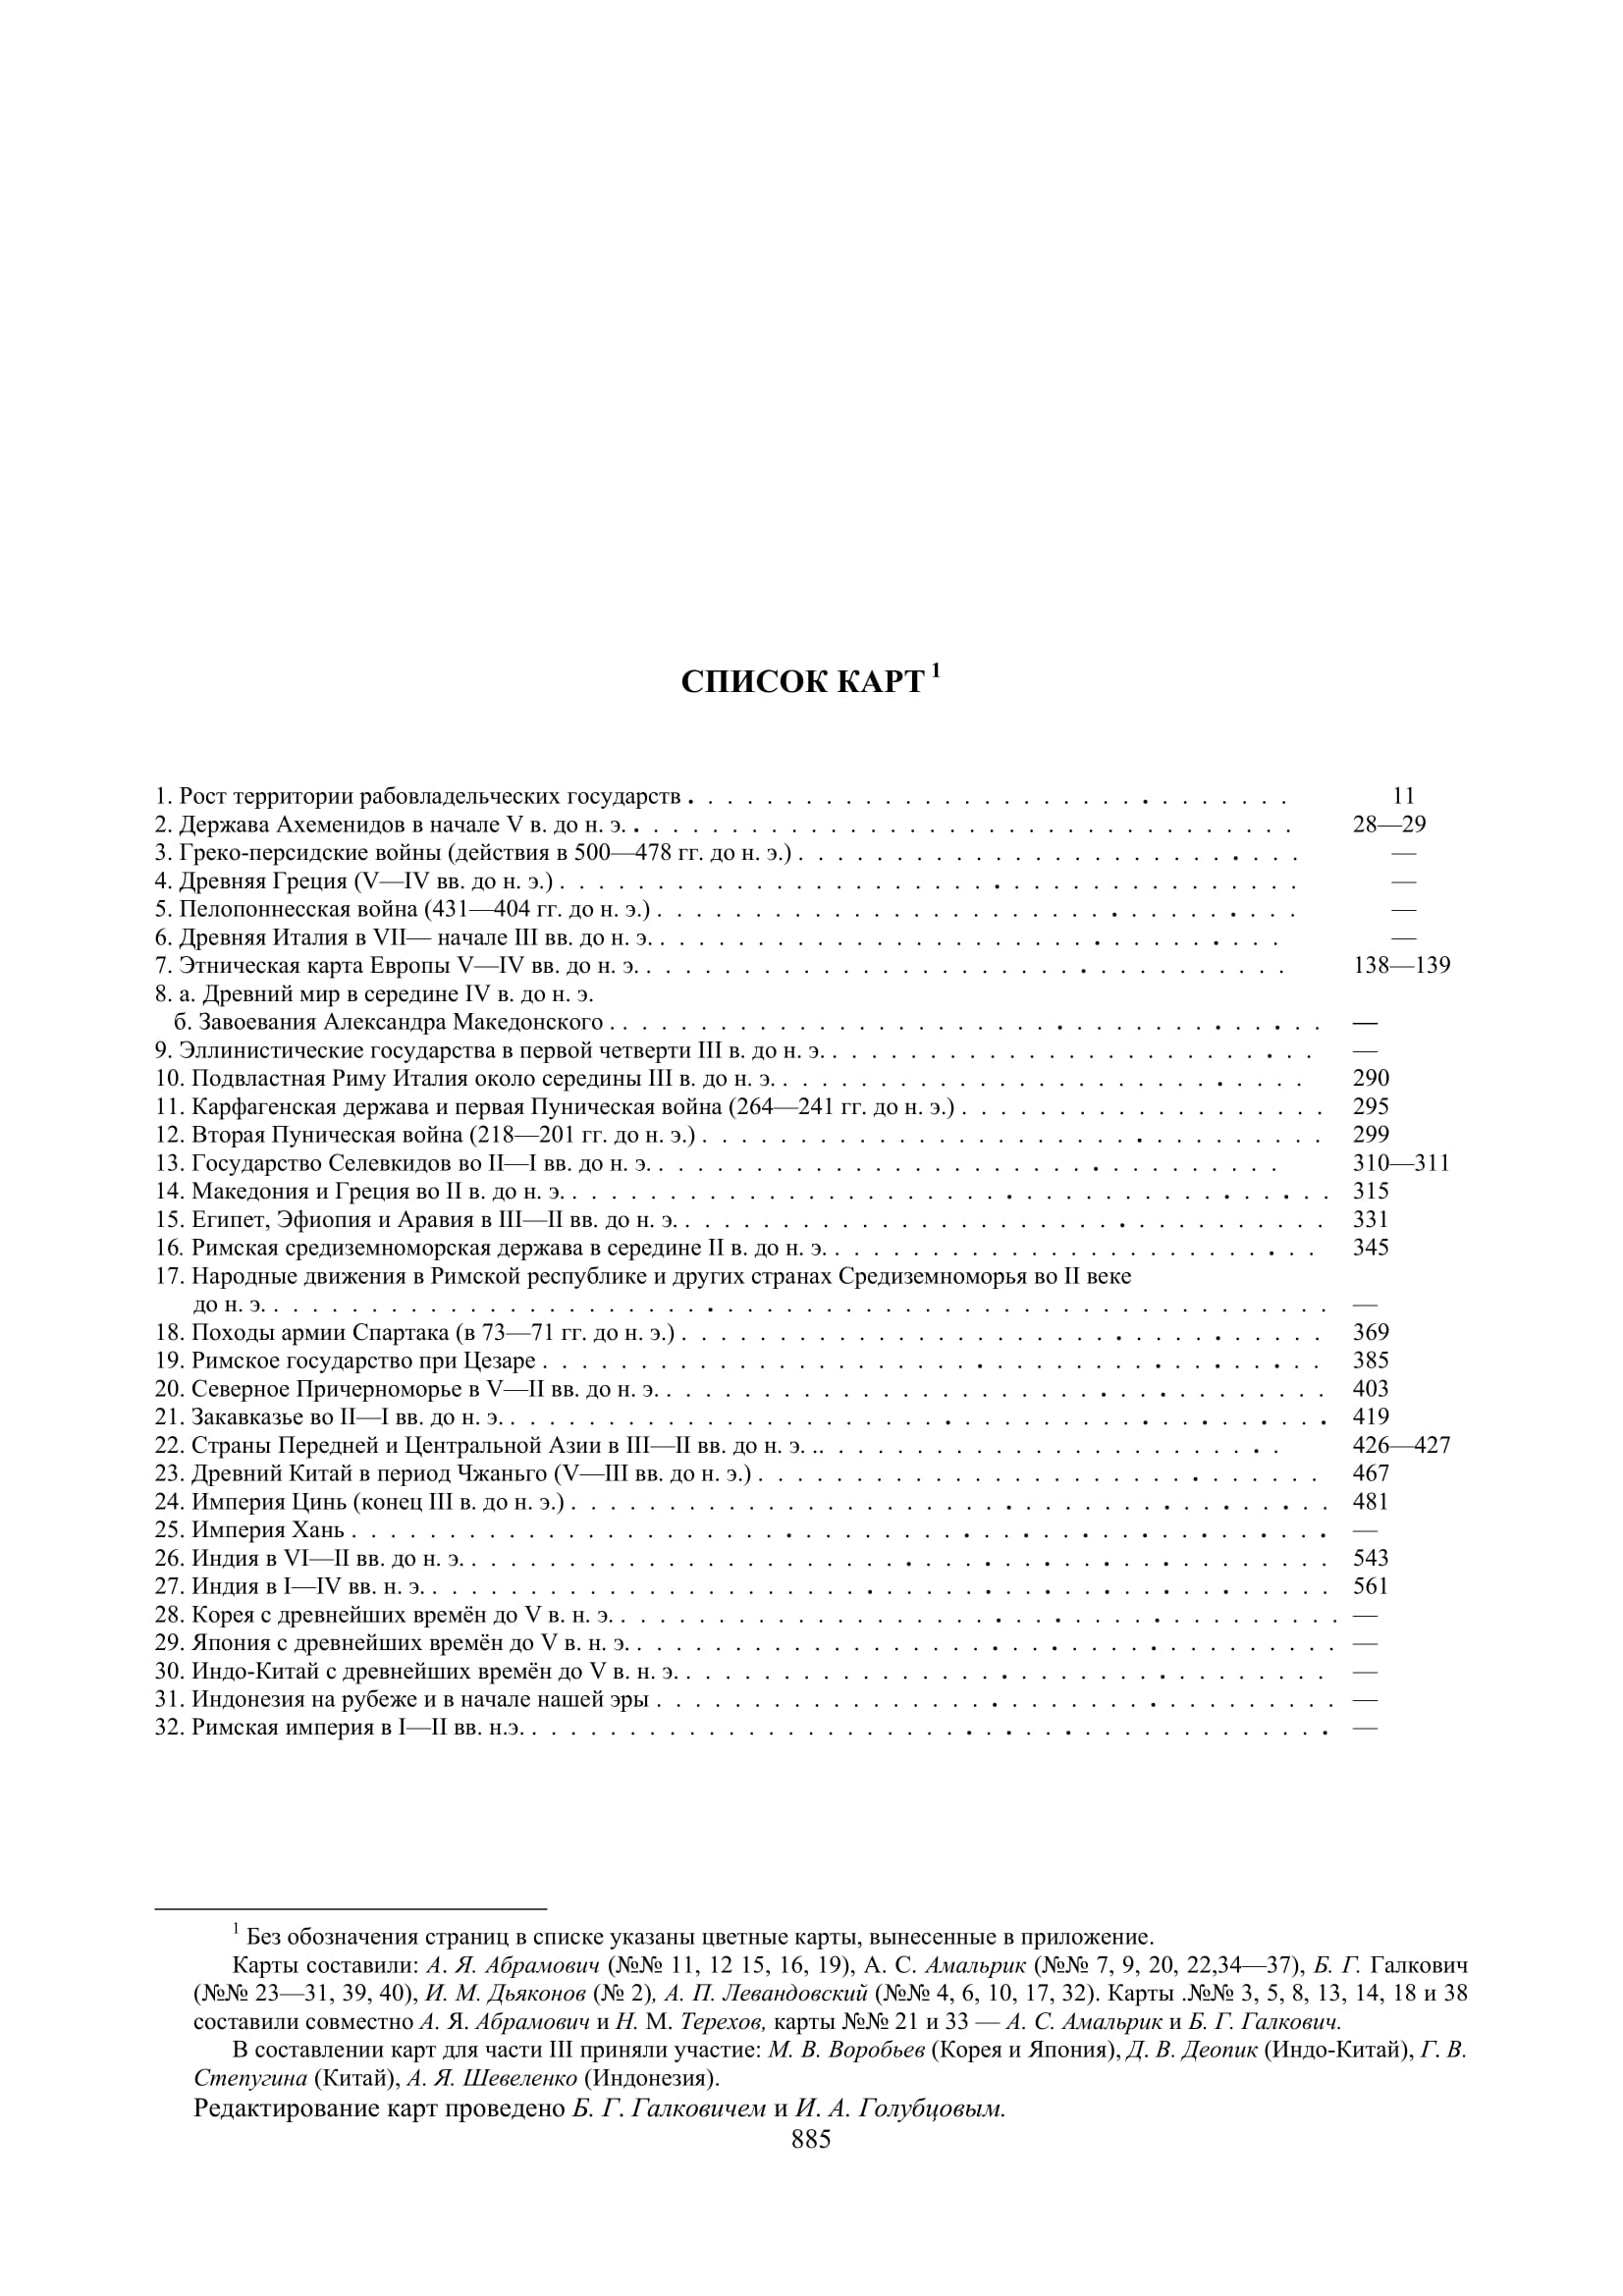 СПИСОК КАРТ 1
1. Рост территории рабовладельческих государств . . . . . . . . . . . . . . . . . . . . . . . . . . . . . . . 11
2. Держава Ахеменидов в начале V в. до н. э. . . . . . . . . . . . . . . . . . . . . . . . . . . . . . . . . . . 28—29
3. Греко-персидские войны (действия в 500—478 гг. до н. э.) . . . . . . . . . . . . . . . . . . . . . . . . . . —
4. Древняя Греция (V—IV вв. до н. э.) . . . . . . . . . . . . . . . . . . . . . . . . . . . . . . . . . . . . . . —
5. Пелопоннесская война (431—404 гг. до н. э.) . . . . . . . . . . . . . . . . . . . . . . . . . . . . . . . . . —
6. Древняя Италия в VII— начале III вв. до н. э. . . . . . . . . . . . . . . . . . . . . . . . . . . . . . . . . —
7. Этническая карта Европы V—IV вв. до н. э. . . . . . . . . . . . . . . . . . . . . . . . . . . . . . . . . . 138—139
8. а. Древний мир в середине IV в. до н. э.
б. Завоевания Александра Македонского . . . . . . . . . . . . . . . . . . . . . . . . . . . . . . . . . . . . . —
9. Эллинистические государства в первой четверти III в. до н. э. . . . . . . . . . . . . . . . . . . . . . . . . . —
10. Подвластная Риму Италия около середины III в. до н. э. . . . . . . . . . . . . . . . . . . . . . . . . . . . 290
11. Карфагенская держава и первая Пуническая война (264—241 гг. до н. э.) . . . . . . . . . . . . . . . . . . . 295
12. Вторая Пуническая война (218—201 гг. до н. э.) . . . . . . . . . . . . . . . . . . . . . . . . . . . . . . . . 299
13. Государство Селевкидов во II—I вв. до н. э. . . . . . . . . . . . . . . . . . . . . . . . . . . . . . . . . 310—311
14. Македония и Греция во II в. до н. э. . . . . . . . . . . . . . . . . . . . . . . . . . . . . . . . . . . . . . . . 315
15. Египет, Эфиопия и Аравия в III—II вв. до н. э. . . . . . . . . . . . . . . . . . . . . . . . . . . . . . . . . . 331
16. Римская средиземноморская держава в середине II в. до н. э. . . . . . . . . . . . . . . . . . . . . . . . . . 345
17. Народные движения в Римской республике и других странах Средиземноморья во II веке
до н. э. . . . . . . . . . . . . . . . . . . . . . . . . . . . . . . . . . . . . . . . . . . . . . . . . . . . . . . —
18. Походы армии Спартака (в 73—71 гг. до н. э.) . . . . . . . . . . . . . . . . . . . . . . . . . . . . . . . . . 369
19. Римское государство при Цезаре . . . . . . . . . . . . . . . . . . . . . . . . . . . . . . . . . . . . . . . . 385
20. Северное Причерноморье в V—II вв. до н. э. . . . . . . . . . . . . . . . . . . . . . . . . . . . . . . . . . . 403
21. Закавказье во II—I вв. до н. э. . . . . . . . . . . . . . . . . . . . . . . . . . . . . . . . . . . . . . . . . . . 419
22. Страны Передней и Центральной Азии в III—II вв. до н. э. . . . . . . . . . . . . . . . . . . . . . . . . . . 426—427
23. Древний Китай в период Чжаньго (V—III вв. до н. э.) . . . . . . . . . . . . . . . . . . . . . . . . . . . . . 467
24. Империя Цинь (конец III в. до н. э.) . . . . . . . . . . . . . . . . . . . . . . . . . . . . . . . . . . . . . . . 481
25. Империя Хань . . . . . . . . . . . . . . . . . . . . . . . . . . . . . . . . . . . . . . . . . . . . . . . . . . —
26. Индия в VI—II вв. до н. э. . . . . . . . . . . . . . . . . . . . . . . . . . . . . . . . . . . . . . . . . . . . . 543
27. Индия в I—IV вв. н. э. . . . . . . . . . . . . . . . . . . . . . . . . . . . . . . . . . . . . . . . . . . . . . . 561
28. Корея с древнейших времён до V в. н. э. . . . . . . . . . . . . . . . . . . . . . . . . . . . . . . . . . . . . . —
29. Япония с древнейших времён до V в. н. э. . . . . . . . . . . . . . . . . . . . . . . . . . . . . . . . . . . . . —
30. Индо-Китай с древнейших времён до V в. н. э. . . . . . . . . . . . . . . . . . . . . . . . . . . . . . . . . . —
31. Индонезия на рубеже и в начале нашей эры . . . . . . . . . . . . . . . . . . . . . . . . . . . . . . . . . . . —
32. Римская империя в I—II вв. н.э. . . . . . . . . . . . . . . . . . . . . . . . . . . . . . . . . . . . . . . . . . —
1 Без обозначения страниц в списке указаны цветные карты, вынесенные в приложение.
Карты составили: А. Я. Абрамович (№№ 11, 12 15, 16, 19), А. С. Амальрик (№№ 7, 9, 20, 22,34—37), Б. Г. Галкович
(№№ 23—31, 39, 40), И. М. Дьяконов (№ 2), А. П. Левандовский (№№ 4, 6, 10, 17, 32). Карты .№№ 3, 5, 8, 13, 14, 18 и 38
составили совместно А. Я. Абрамович и Н. М. Терехов, карты №№ 21 и 33 — А. С. Амальрик и Б. Г. Галкович.
В составлении карт для части III приняли участие: М. В. Воробьев (Корея и Япония), Д. В. Деопик (Индо-Китай), Г. В.
Степугина (Китай), А. Я. Шевеленко (Индонезия).
Редактирование карт проведено Б. Г. Галковичем и И. А. Голубцовым.
885